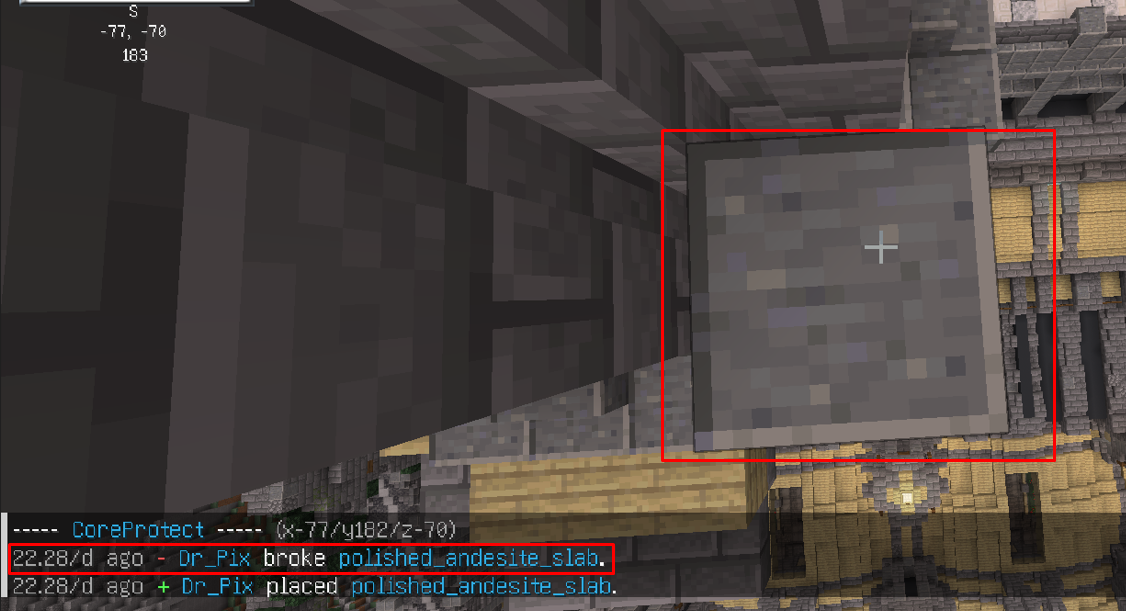 S
-77, -70
183
----- CoreProtect ----- (x-77/y182/z-70)
22.28/d ago - Dr_Pix broke polished_andesite_slab.
22.28/d ago + Dr_Pix placed polished_andesite_slab.